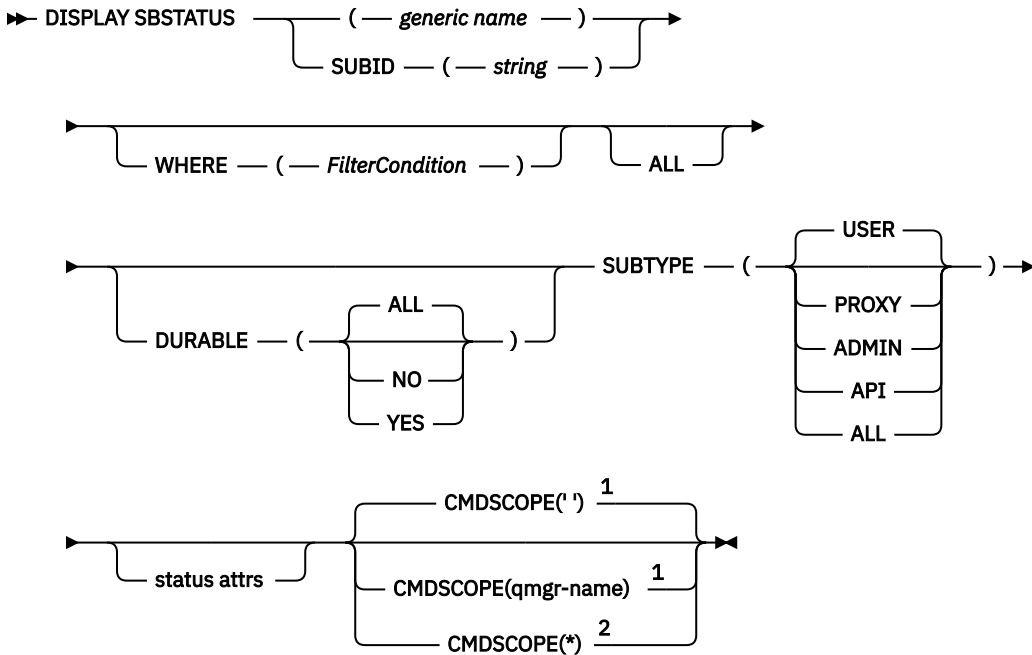 DISPLAY SBSTATUS ( generic name )
SUBID ( string )
WHERE ( FilterCondition )
ALL
USER
SUBTYPE ( )
ALL
PROXY
DURABLE ( )
ADMIN
NO
API
YES
ALL
CMDSCOPE(' ') 1
status attrs
CMDSCOPE(qmgr-name) 1
CMDSCOPE(*) 2